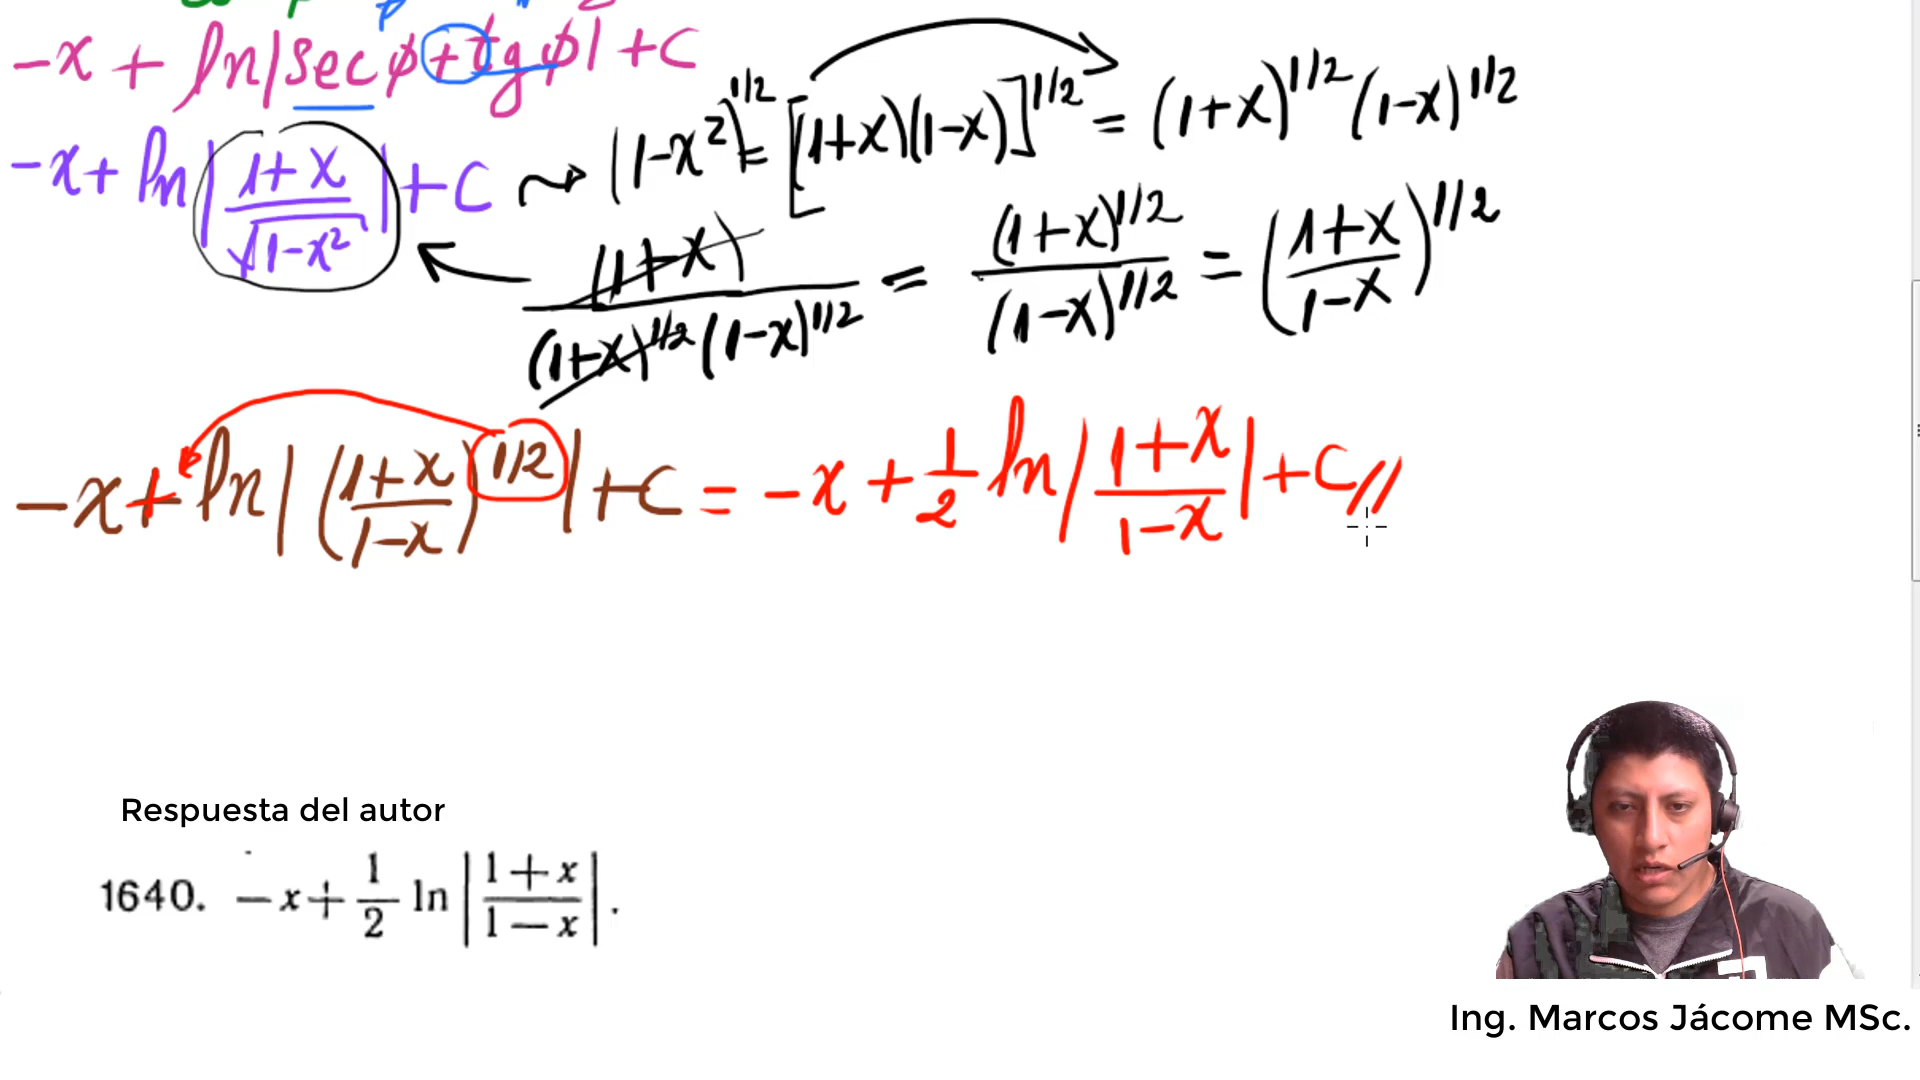 -x + ln|sec φ + tg φ| + C
-x + ln|(1+x)/√(1-x²)| + C ⇝ (1-x²)^1/2 = [(1+x)(1-x)]^1/2 = (1+x)^1/2 (1-x)^1/2
(1+x)/((1+x)^1/2 (1-x)^1/2) = (1+x)^1/2/(1-x)^1/2 = ((1+x)/(1-x))^1/2
-x + ln|((1+x)/(1-x))^1/2| + C = -x + 1/2 ln|(1+x)/(1-x)| + C //
Respuesta del autor
1640. -x + 1/2 ln|(1+x)/(1-x)|.
Ing. Marcos Jácome MSc.